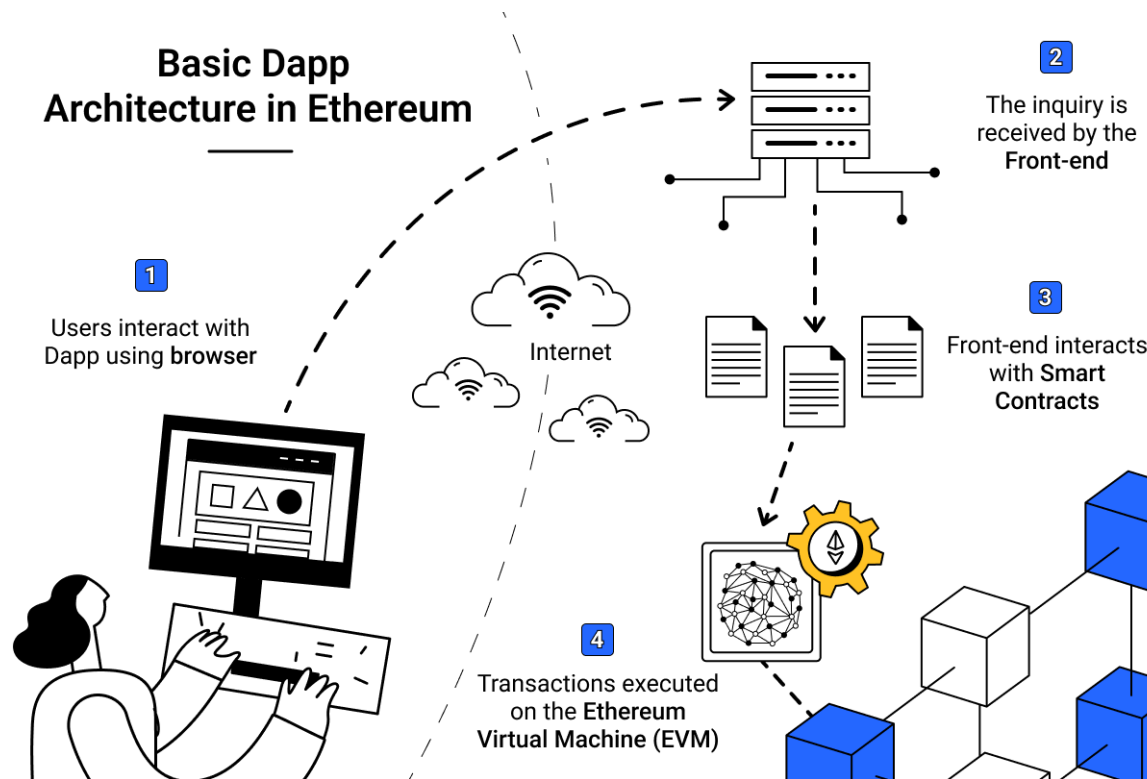 Basic Dapp
Architecture in Ethereum
1
Users interact with
Dapp using browser
Internet
2
The inquiry is
received by the
Front-end
3
Front-end interacts
with Smart
Contracts
4
Transactions executed
on the Ethereum
Virtual Machine (EVM)